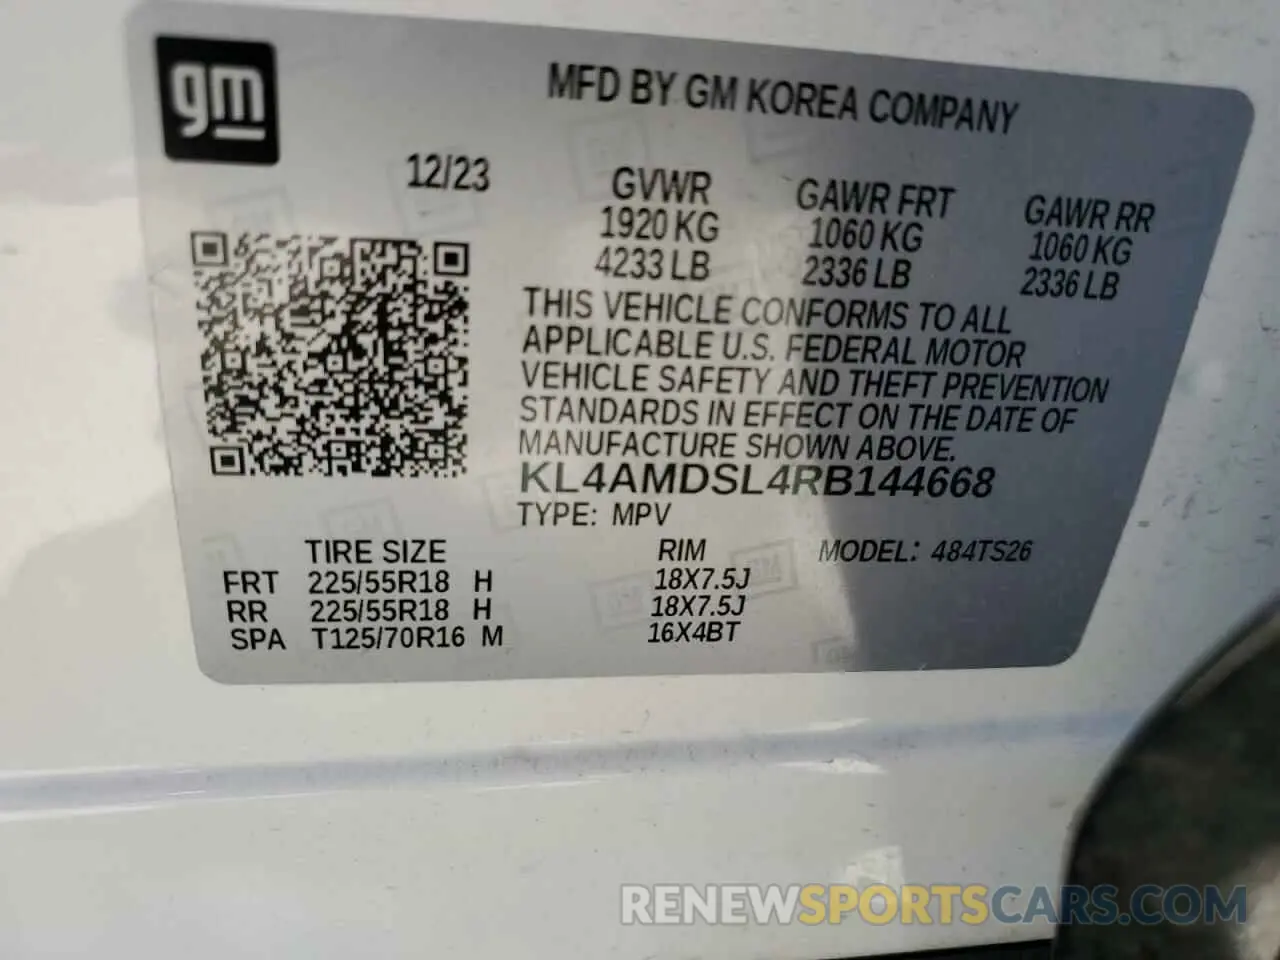 gm
MFD BY GM KOREA COMPANY
12/23
GVWR
1920 KG
4233 LB
GAWR FRT
1060 KG
2336 LB
GAWR RR
1060 KG
2336 LB
THIS VEHICLE CONFORMS TO ALL
APPLICABLE U.S. FEDERAL MOTOR
VEHICLE SAFETY AND THEFT PREVENTION
STANDARDS IN EFFECT ON THE DATE OF
MANUFACTURE SHOWN ABOVE.
KL4AMDSL4RB144668
TYPE: MPV
TIRE SIZE RIM MODEL: 484TS26
FRT 225/55R18 H 18X7.5J
RR 225/55R18 H 18X7.5J
SPA T125/70R16 M 16X4BT
RENEWSPORTSCARS.COM